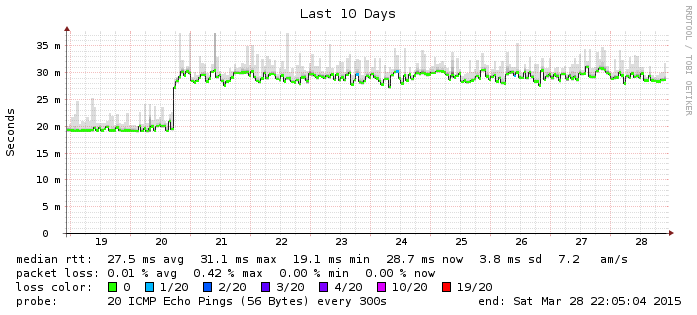 Last 10 Days
RRDTOOL / TOBI OETIKER
Seconds
35 m
30 m
25 m
20 m
15 m
10 m
5 m
0
19 20 21 22 23 24 25 26 27 28
median rtt: 27.5 ms avg 31.1 ms max 19.1 ms min 28.7 ms now 3.8 ms sd 7.2 am/s
packet loss: 0.01 % avg 0.42 % max 0.00 % min 0.00 % now
loss color: 0 1/20 2/20 3/20 4/20 10/20 19/20
probe: 20 ICMP Echo Pings (56 Bytes) every 300s end: Sat Mar 28 22:05:04 2015